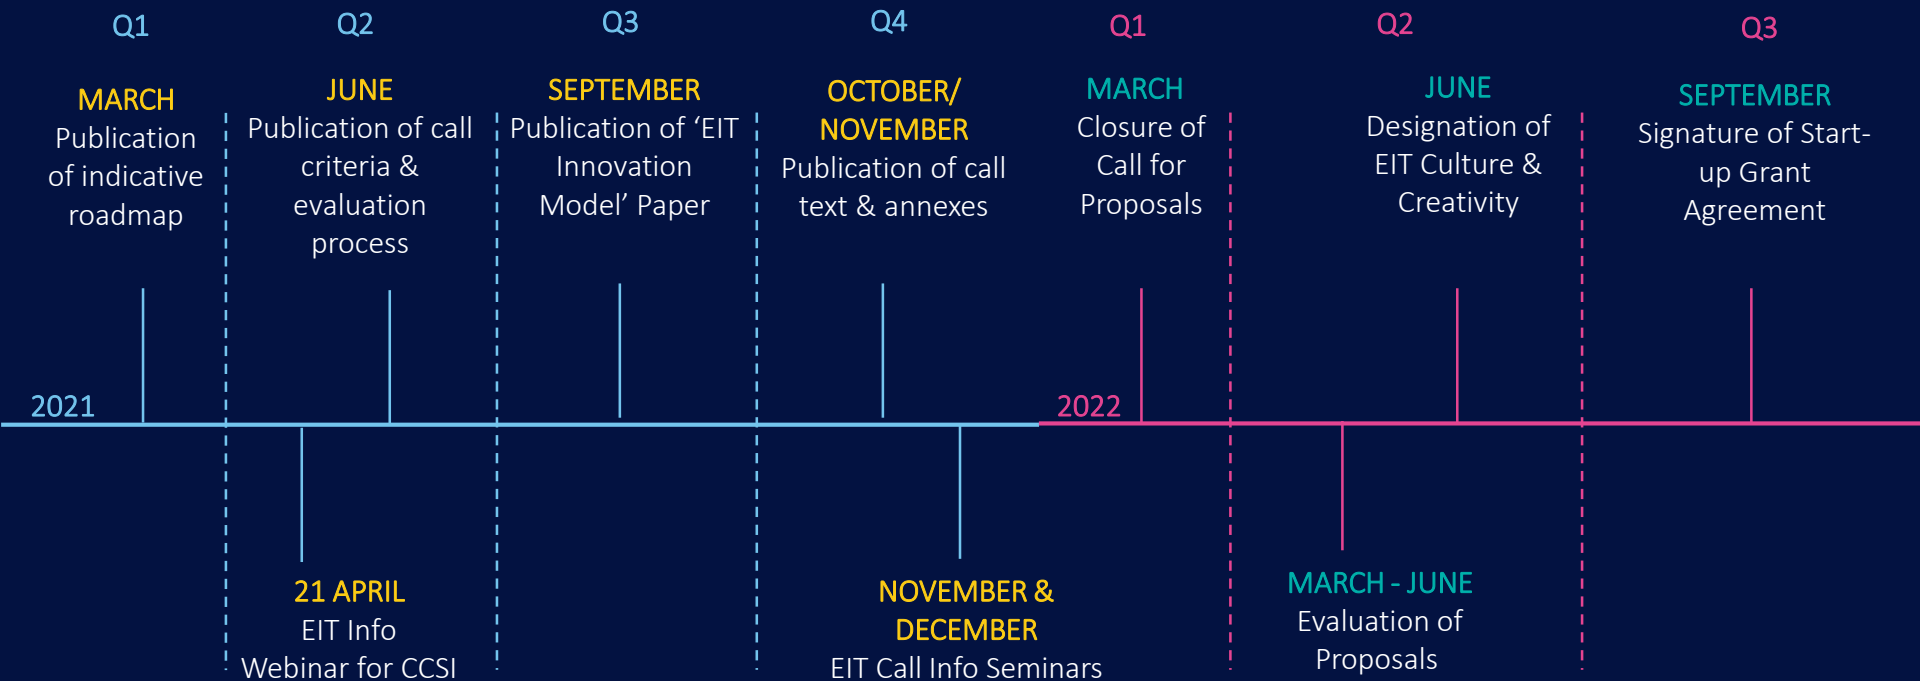 Q1
Q2
Q3
Q4
Q1
Q2
Q3
MARCH
Publication
of indicative
roadmap
JUNE
Publication of call
criteria &
evaluation
process
SEPTEMBER
Publication of ‘EIT
Innovation
Model’ Paper
OCTOBER/
NOVEMBER
Publication of call
text & annexes
MARCH
Closure of
Call for
Proposals
JUNE
Designation of
EIT Culture &
Creativity
SEPTEMBER
Signature of Start-
up Grant
Agreement
2021
2022
21 APRIL
EIT Info
Webinar for CCSI
NOVEMBER &
DECEMBER
EIT Call Info Seminars
MARCH - JUNE
Evaluation of
Proposals